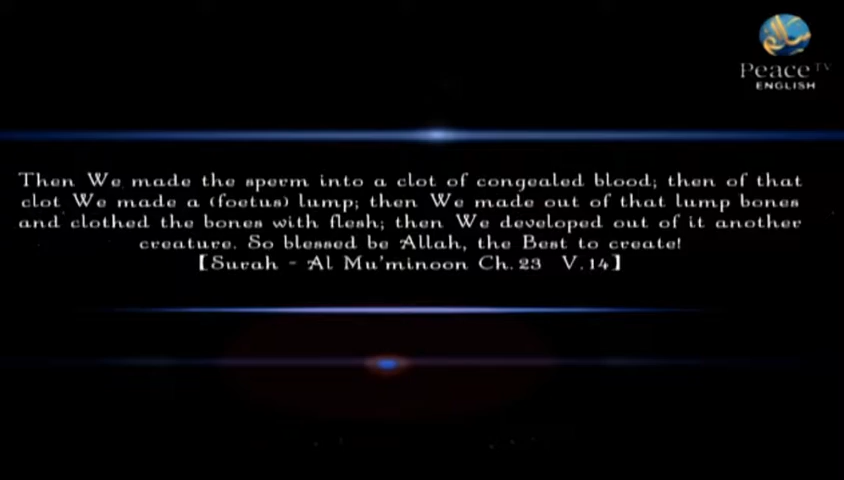 سلام
Peace TV
ENGLISH
Then We made the sperm into a clot of congealed blood; then of that
clot We made a (foetus) lump; then We made out of that lump bones
and clothed the bones with flesh; then We developed out of it another
creature. So blessed be Allah, the Best to create!
[Surah - Al Mu'minoon Ch. 23 V. 14]